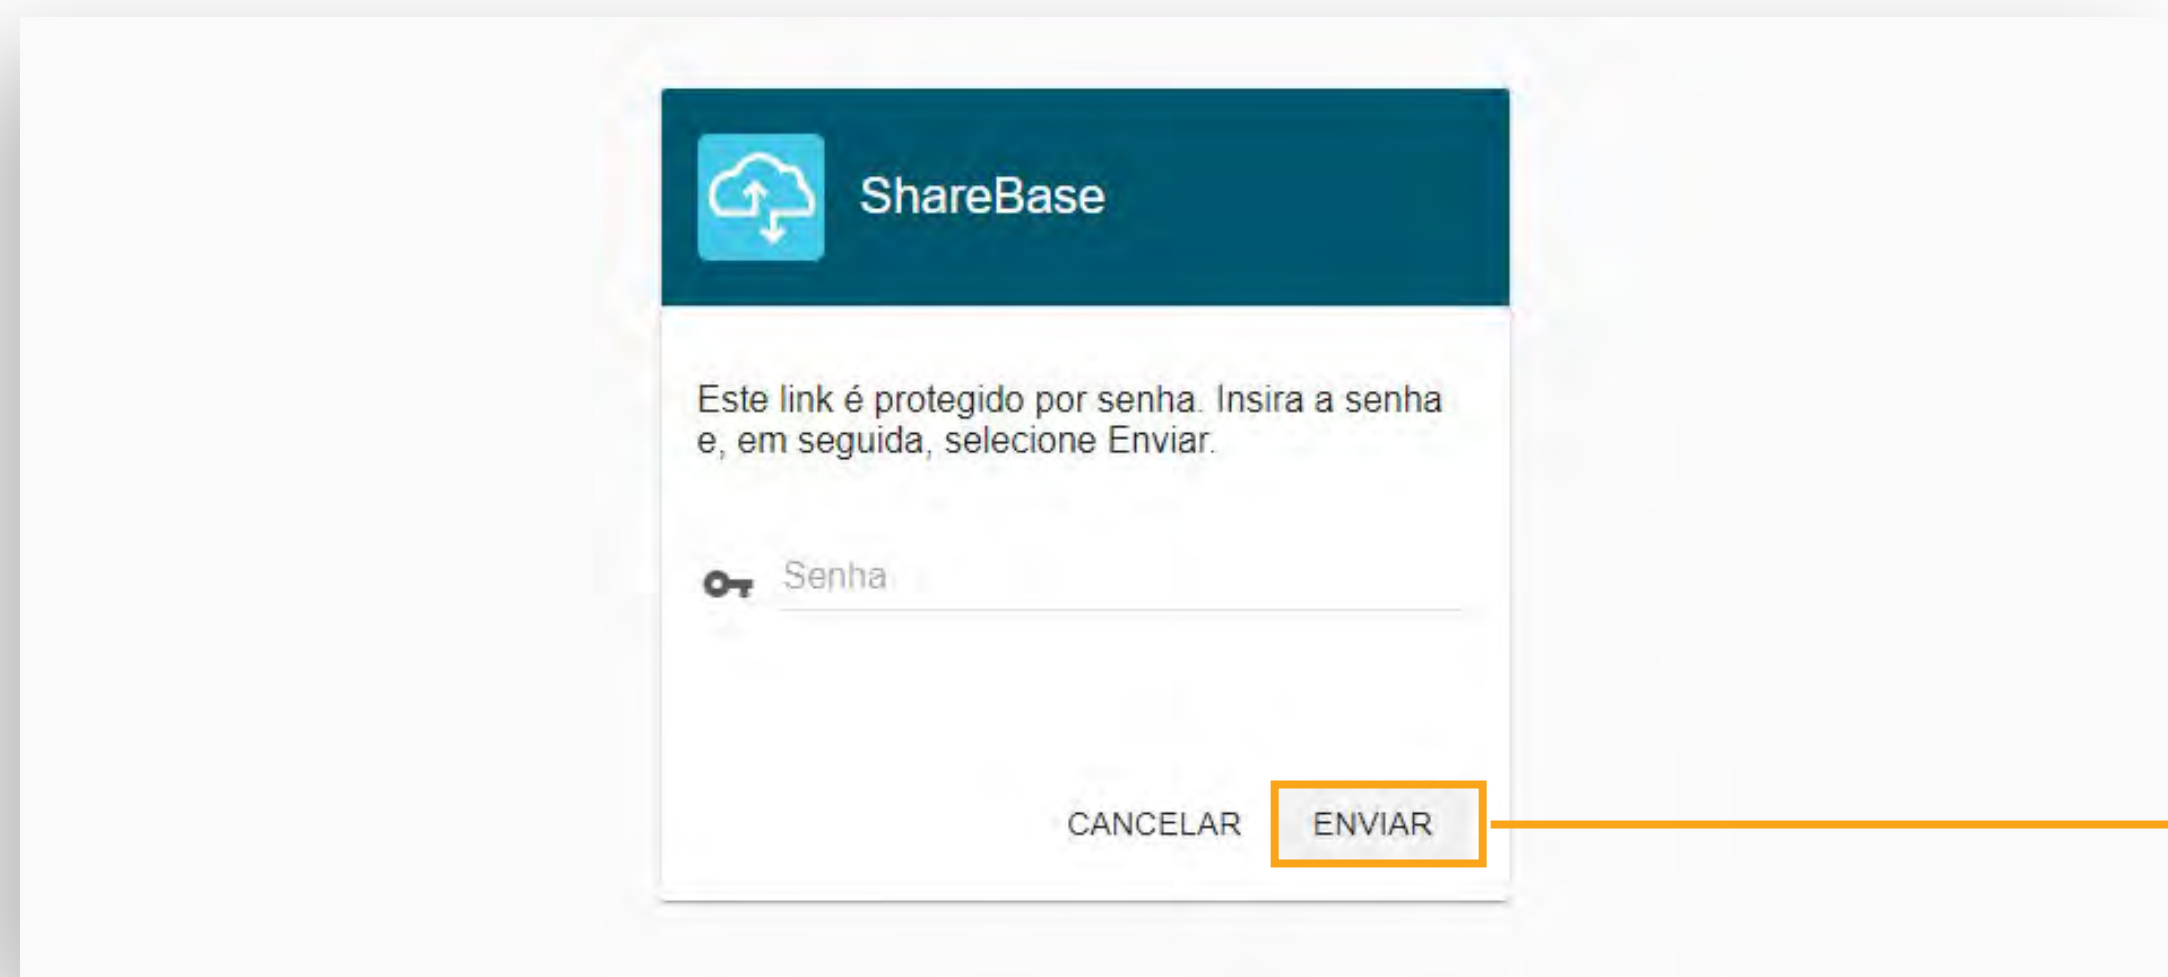 ShareBase
Este link é protegido por senha. Insira a senha
e, em seguida, selecione Enviar.
Senha
CANCELAR ENVIAR